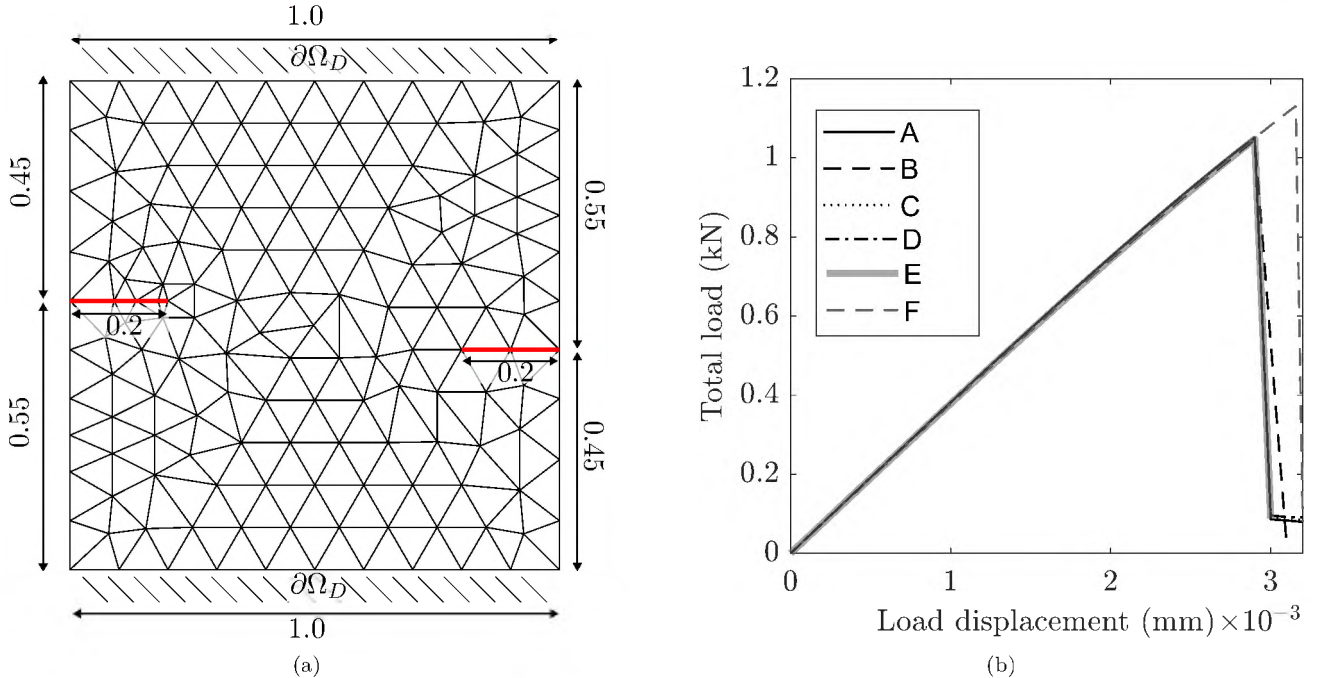 1.0
∂Ω_D
0.45
0.55
0.2
0.55
0.45
0.2
∂Ω_D
1.0
(a)
1.2
1
0.8
0.6
0.4
0.2
0
Total load (kN)
A
B
C
D
E
F
0 1 2 3
Load displacement (mm) ×10⁻³
(b)